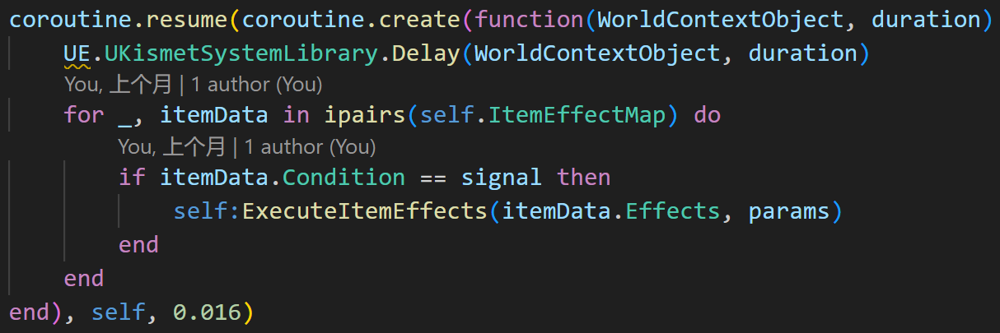 coroutine.resume(coroutine.create(function(WorldContextObject, duration)
UE.UKismetSystemLibrary.Delay(WorldContextObject, duration)
You, 上个月 | 1 author (You)
for _, itemData in ipairs(self.ItemEffectMap) do
You, 上个月 | 1 author (You)
if itemData.Condition == signal then
self:ExecuteItemEffects(itemData.Effects, params)
end
end
end), self, 0.016)